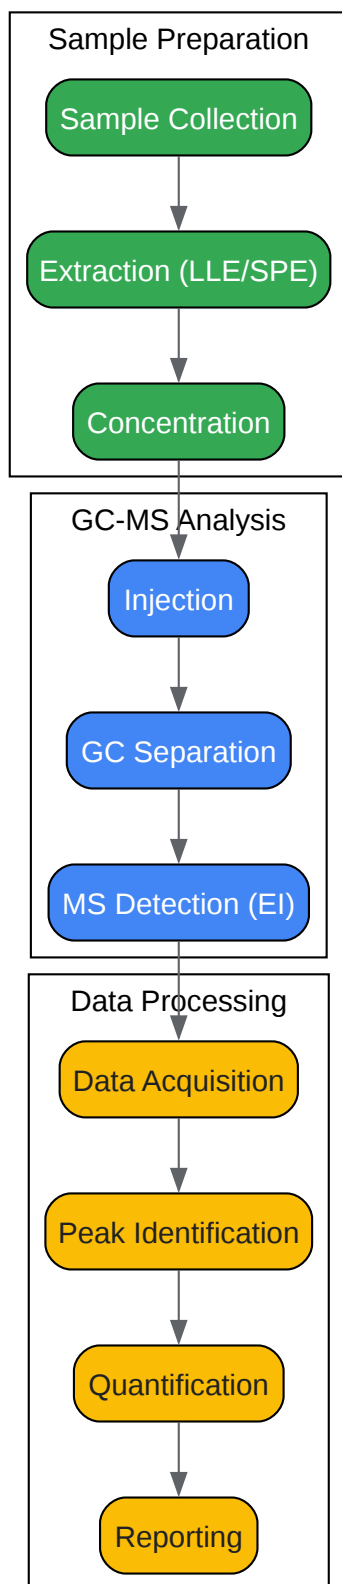 Sample Preparation
Sample Collection
Extraction (LLE/SPE)
Concentration
GC-MS Analysis
Injection
GC Separation
MS Detection (EI)
Data Processing
Data Acquisition
Peak Identification
Quantification
Reporting